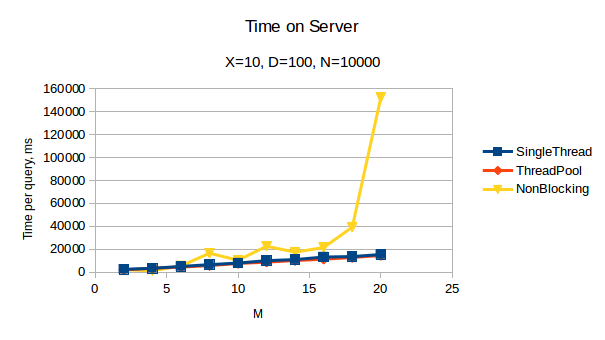 Time on Server
X=10, D=100, N=10000
Time per query, ms
160000
140000
120000
100000
80000
60000
40000
20000
0
0 5 10 15 20 25
M
SingleThread
ThreadPool
NonBlocking